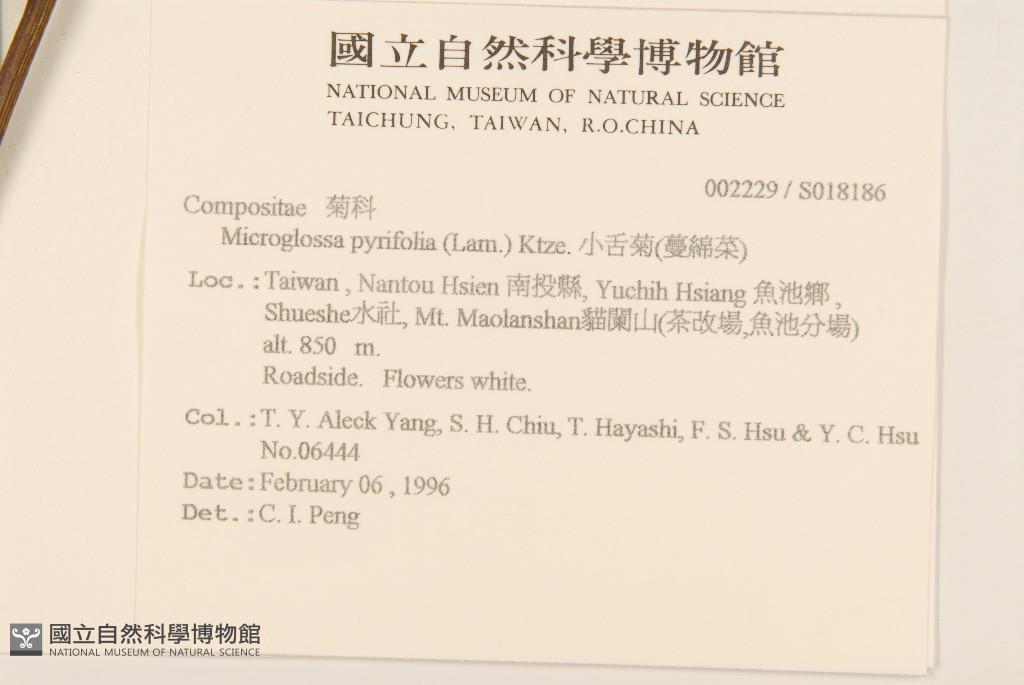 國立自然科學博物館
NATIONAL MUSEUM OF NATURAL SCIENCE
TAICHUNG, TAIWAN, R.O.CHINA
002229 / S018186
Compositae 菊科
Microglossa pyrifolia (Lam.) Ktze. 小舌菊(蔓綿菜)
Loc.:Taiwan , Nantou Hsien 南投縣, Yuchih Hsiang 魚池鄉 ,
Shueshe水社, Mt. Maolanshan貓闌山(茶改場,魚池分場)
alt. 850 m.
Roadside. Flowers white.
Col.:T. Y. Aleck Yang, S. H. Chiu, T. Hayashi, F. S. Hsu & Y. C. Hsu
No.06444
Date:February 06 , 1996
Det.:C. I. Peng
國立自然科學博物館
NATIONAL MUSEUM OF NATURAL SCIENCE